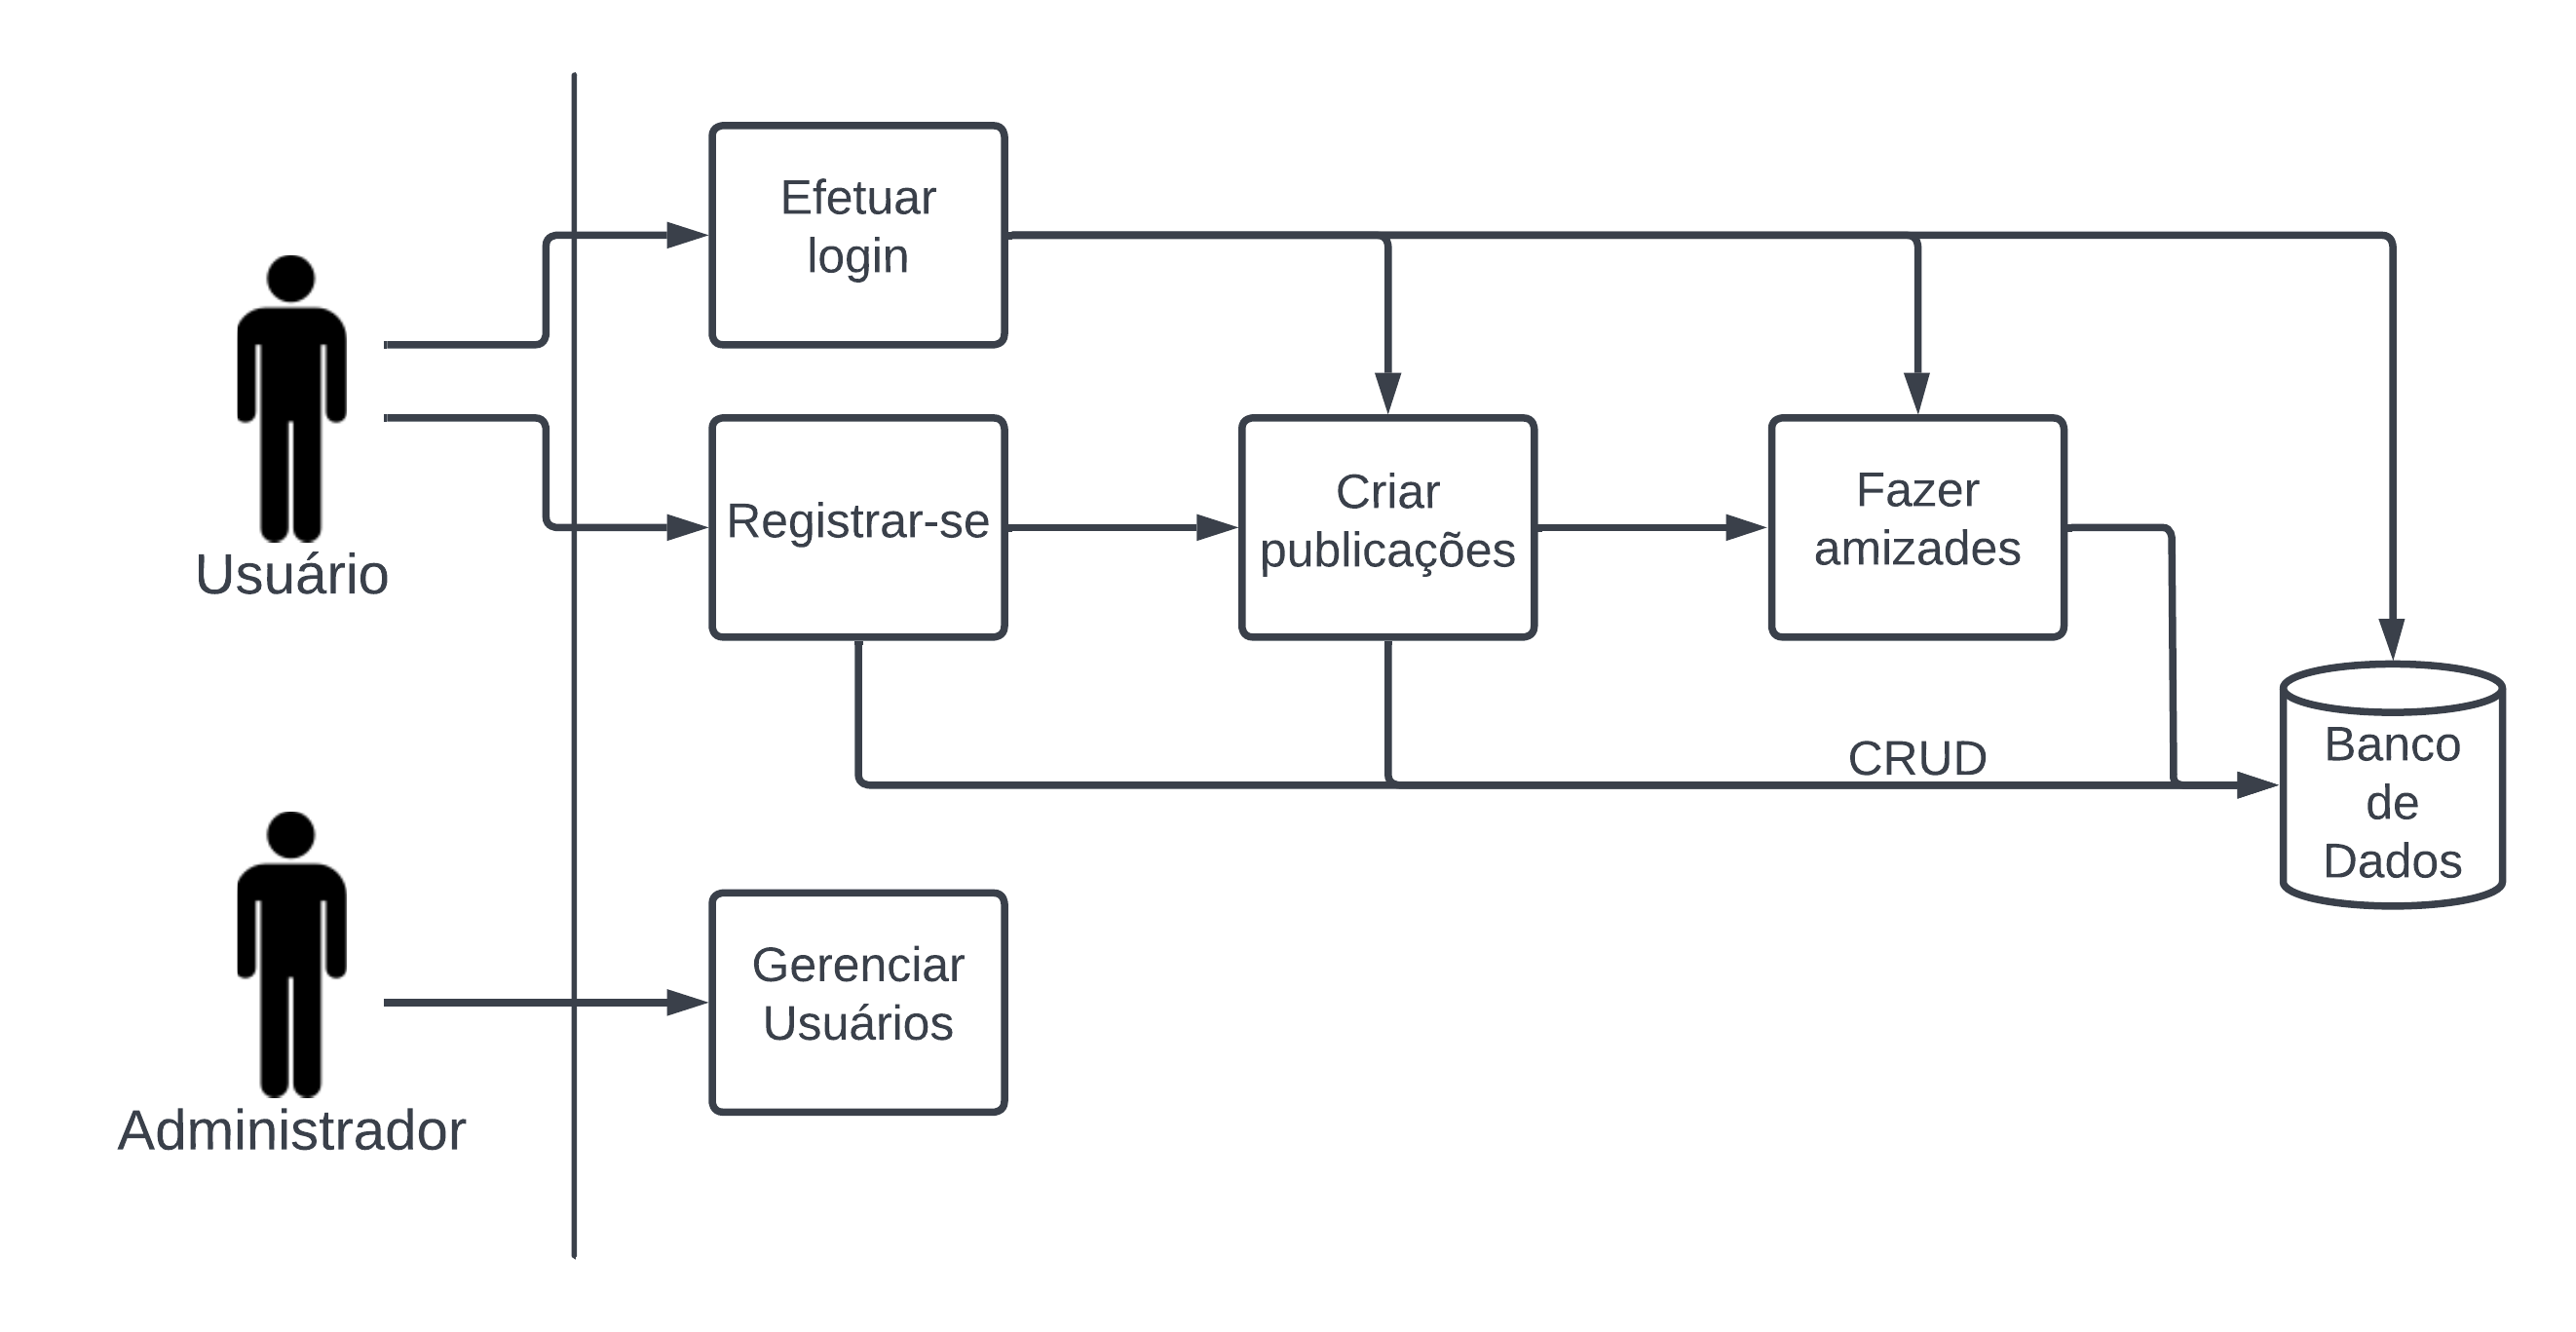 Efetuar
login
Usuário
Registrar-se
Criar
publicações
Fazer
amizades
CRUD
Banco
de
Dados
Administrador
Gerenciar
Usuários